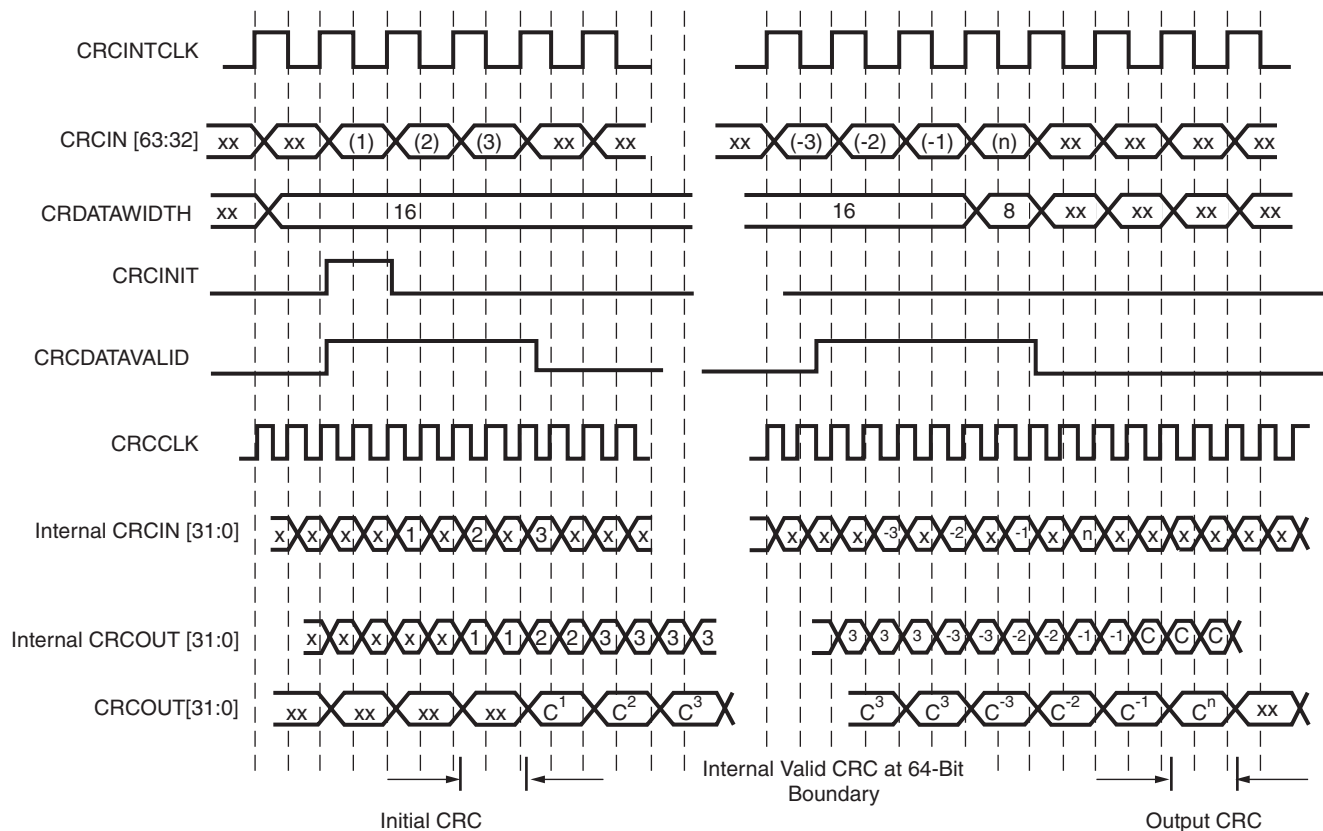 CRCINTCLK
CRCIN [63:32] xx xx (1) (2) (3) xx xx xx (-3) (-2) (-1) (n) xx xx xx xx
CRDATAWIDTH xx 16 16 8 xx xx xx xx
CRCINIT
CRCDATAVALID
CRCCLK
Internal CRCIN [31:0] x x x x 1 x 2 x 3 x x x x x x -3 x -2 x -1 x n x x x x x x
Internal CRCOUT [31:0] x x x x x 1 1 2 2 3 3 3 3 3 3 3 -3 -3 -2 -2 -1 -1 C C C
CRCOUT[31:0] xx xx xx xx C1 C2 C3 C3 C3 C-3 C-2 C-1 Cn xx
Internal Valid CRC at 64-Bit
Boundary
Initial CRC
Output CRC